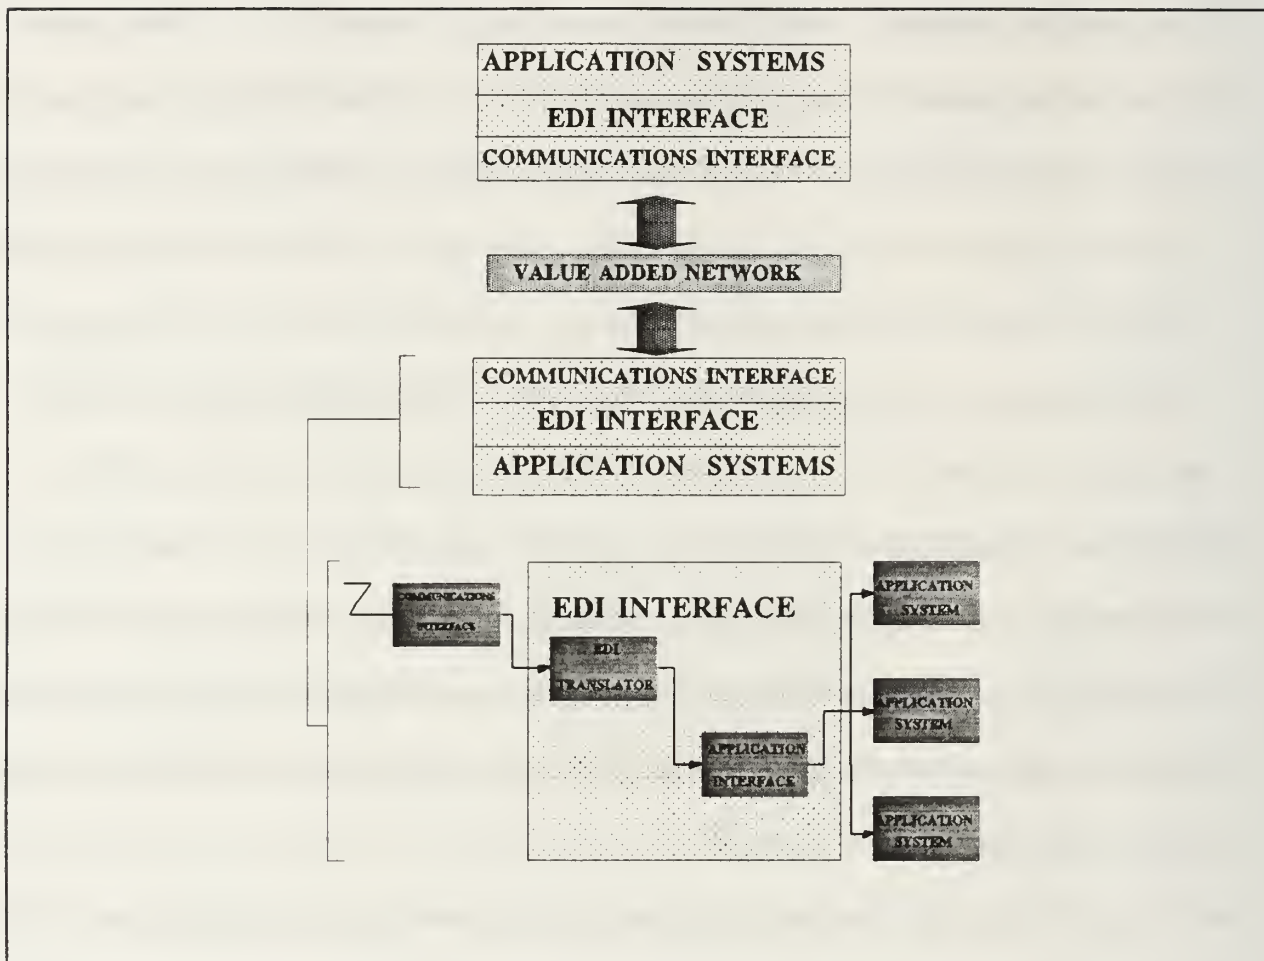 APPLICATION SYSTEMS
EDI INTERFACE
COMMUNICATIONS INTERFACE
VALUE ADDED NETWORK
COMMUNICATIONS INTERFACE
EDI INTERFACE
APPLICATION SYSTEMS
COMMUNICATIONS
INTERFACE
EDI INTERFACE
EDI
TRANSLATOR
APPLICATION
INTERFACE
APPLICATION
SYSTEM
APPLICATION
SYSTEM
APPLICATION
SYSTEM